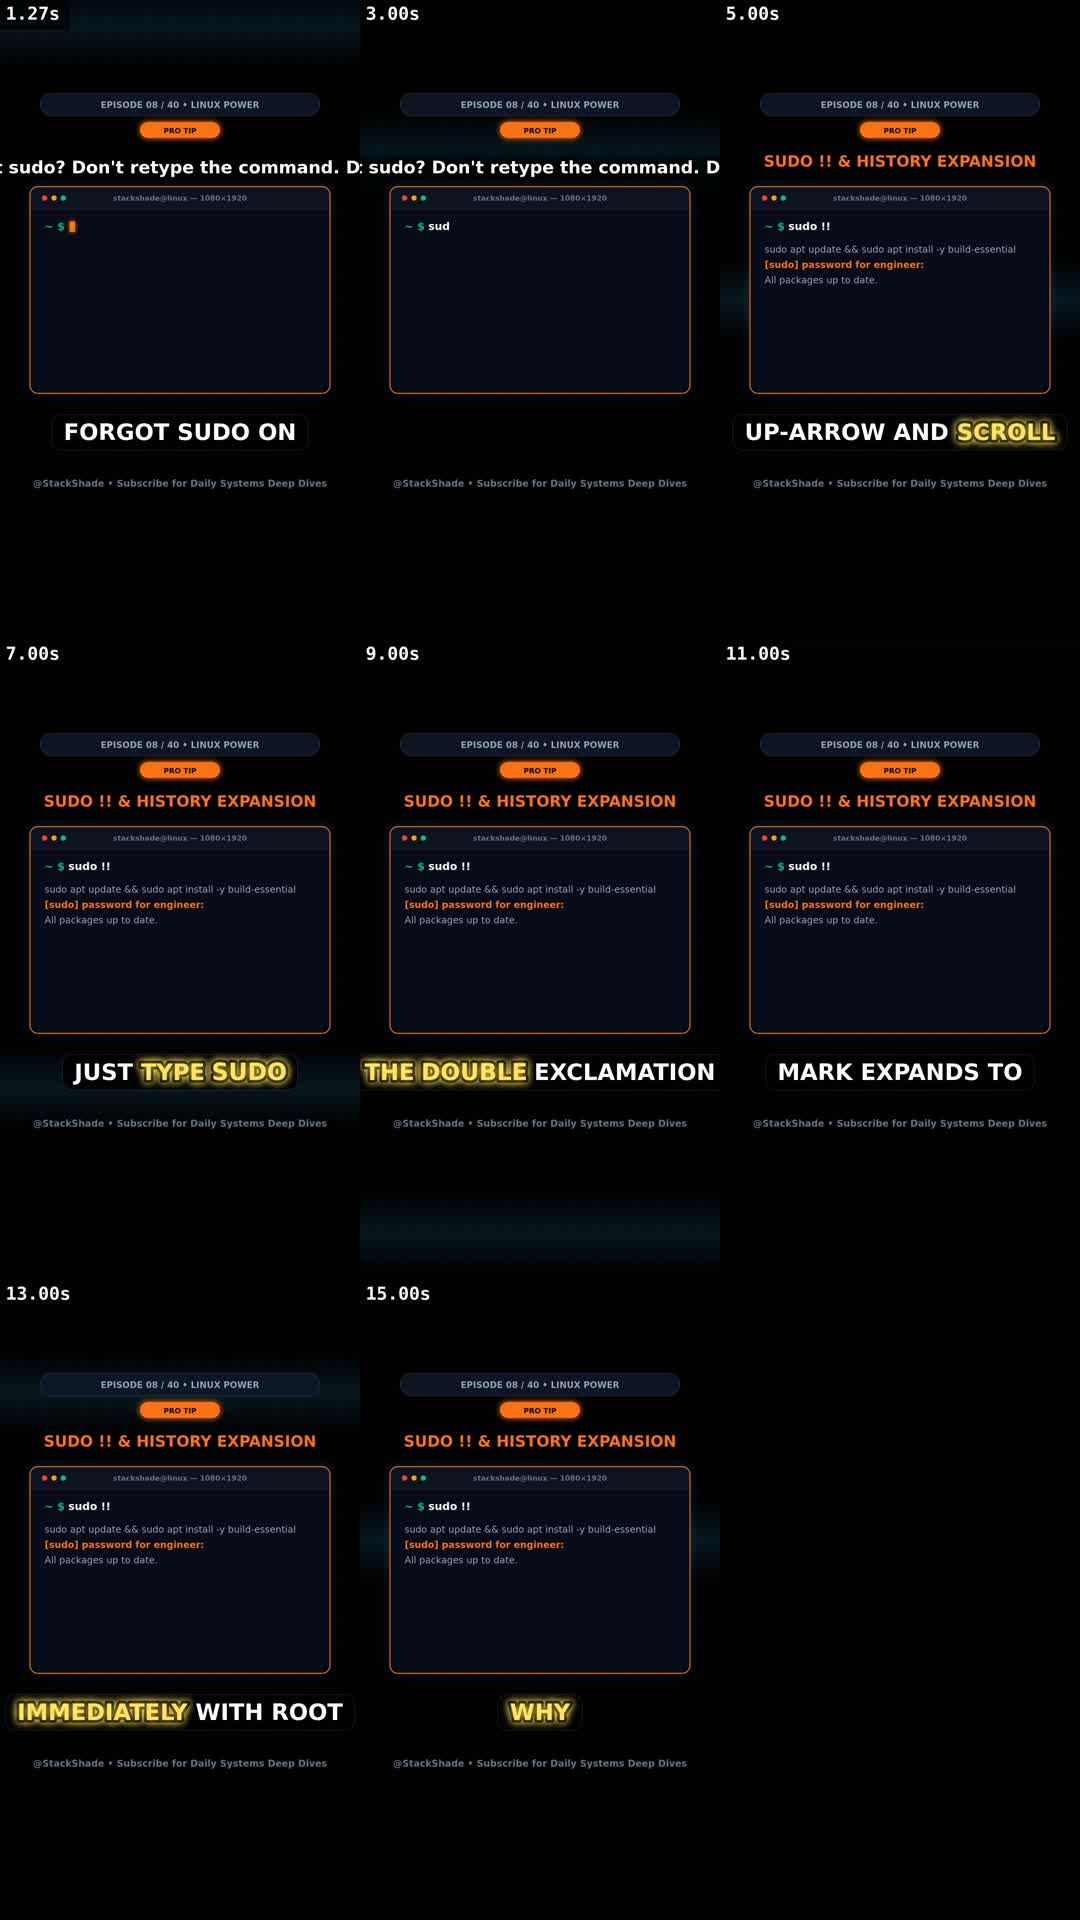 1.27s
EPISODE 08 / 40 • LINUX POWER
PRO TIP
sudo? Don't retype the command. D
stackshade@linux — 1080×1920
~ $
FORGOT SUDO ON
@StackShade • Subscribe for Daily Systems Deep Dives
3.00s
EPISODE 08 / 40 • LINUX POWER
PRO TIP
sudo? Don't retype the command. D
stackshade@linux — 1080×1920
~ $ sud
@StackShade • Subscribe for Daily Systems Deep Dives
5.00s
EPISODE 08 / 40 • LINUX POWER
PRO TIP
SUDO !! & HISTORY EXPANSION
stackshade@linux — 1080×1920
~ $ sudo !!
sudo apt update && sudo apt install -y build-essential
[sudo] password for engineer:
All packages up to date.
UP-ARROW AND SCROLL
@StackShade • Subscribe for Daily Systems Deep Dives
7.00s
EPISODE 08 / 40 • LINUX POWER
PRO TIP
SUDO !! & HISTORY EXPANSION
stackshade@linux — 1080×1920
~ $ sudo !!
sudo apt update && sudo apt install -y build-essential
[sudo] password for engineer:
All packages up to date.
JUST TYPE SUDO
@StackShade • Subscribe for Daily Systems Deep Dives
9.00s
EPISODE 08 / 40 • LINUX POWER
PRO TIP
SUDO !! & HISTORY EXPANSION
stackshade@linux — 1080×1920
~ $ sudo !!
sudo apt update && sudo apt install -y build-essential
[sudo] password for engineer:
All packages up to date.
THE DOUBLE EXCLAMATION
@StackShade • Subscribe for Daily Systems Deep Dives
11.00s
EPISODE 08 / 40 • LINUX POWER
PRO TIP
SUDO !! & HISTORY EXPANSION
stackshade@linux — 1080×1920
~ $ sudo !!
sudo apt update && sudo apt install -y build-essential
[sudo] password for engineer:
All packages up to date.
MARK EXPANDS TO
@StackShade • Subscribe for Daily Systems Deep Dives
13.00s
EPISODE 08 / 40 • LINUX POWER
PRO TIP
SUDO !! & HISTORY EXPANSION
stackshade@linux — 1080×1920
~ $ sudo !!
sudo apt update && sudo apt install -y build-essential
[sudo] password for engineer:
All packages up to date.
IMMEDIATELY WITH ROOT
@StackShade • Subscribe for Daily Systems Deep Dives
15.00s
EPISODE 08 / 40 • LINUX POWER
PRO TIP
SUDO !! & HISTORY EXPANSION
stackshade@linux — 1080×1920
~ $ sudo !!
sudo apt update && sudo apt install -y build-essential
[sudo] password for engineer:
All packages up to date.
WHY
@StackShade • Subscribe for Daily Systems Deep Dives